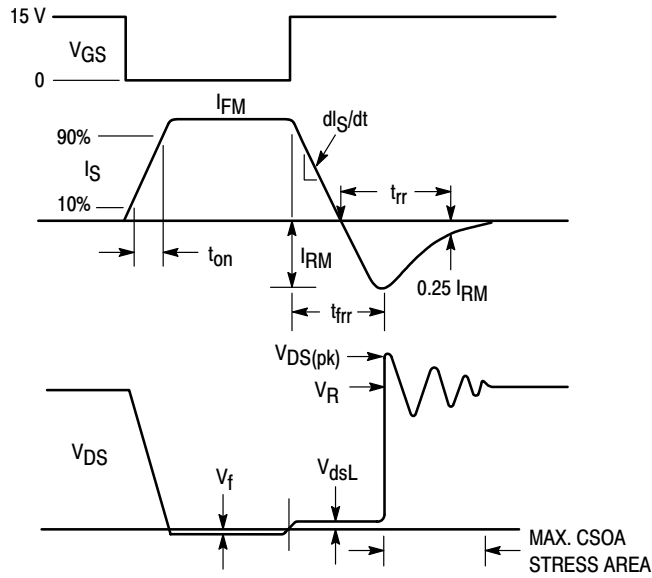 15 V
VGS
0
IFM
90%
dIS/dt
IS
trr
10%
ton
IRM
0.25 IRM
tfrr
VDS(pk)
VR
VDS
Vf
VdsL
MAX. CSOA
STRESS AREA